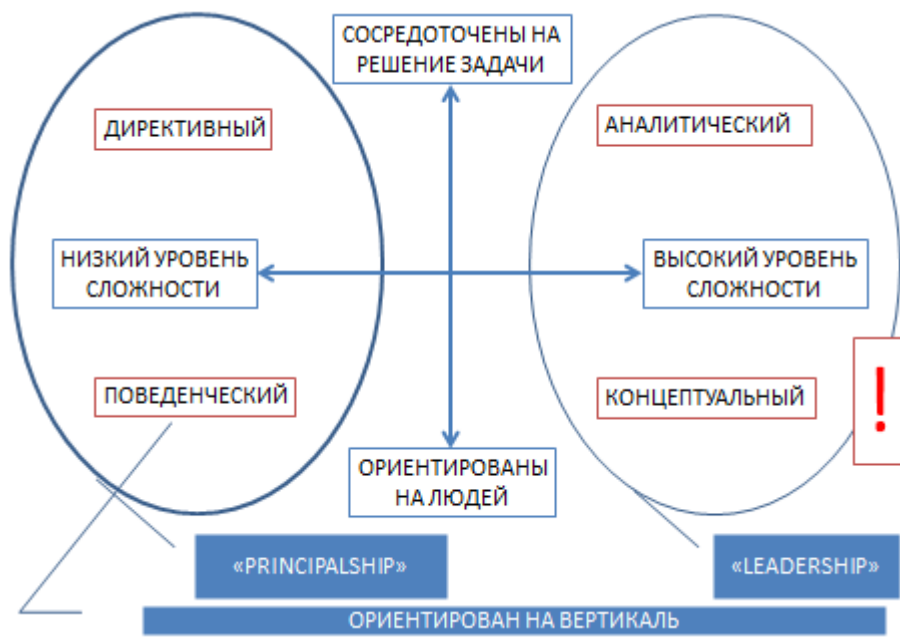 СОСРЕДОТОЧЕНЫ НА
РЕШЕНИЕ ЗАДАЧИ
ДИРЕКТИВНЫЙ
АНАЛИТИЧЕСКИЙ
НИЗКИЙ УРОВЕНЬ
СЛОЖНОСТИ
ВЫСОКИЙ УРОВЕНЬ
СЛОЖНОСТИ
ПОВЕДЕНЧЕСКИЙ
КОНЦЕПТУАЛЬНЫЙ
!
ОРИЕНТИРОВАНЫ
НА ЛЮДЕЙ
«PRINCIPALSHIP»
«LEADERSHIP»
ОРИЕНТИРОВАН НА ВЕРТИКАЛЬ